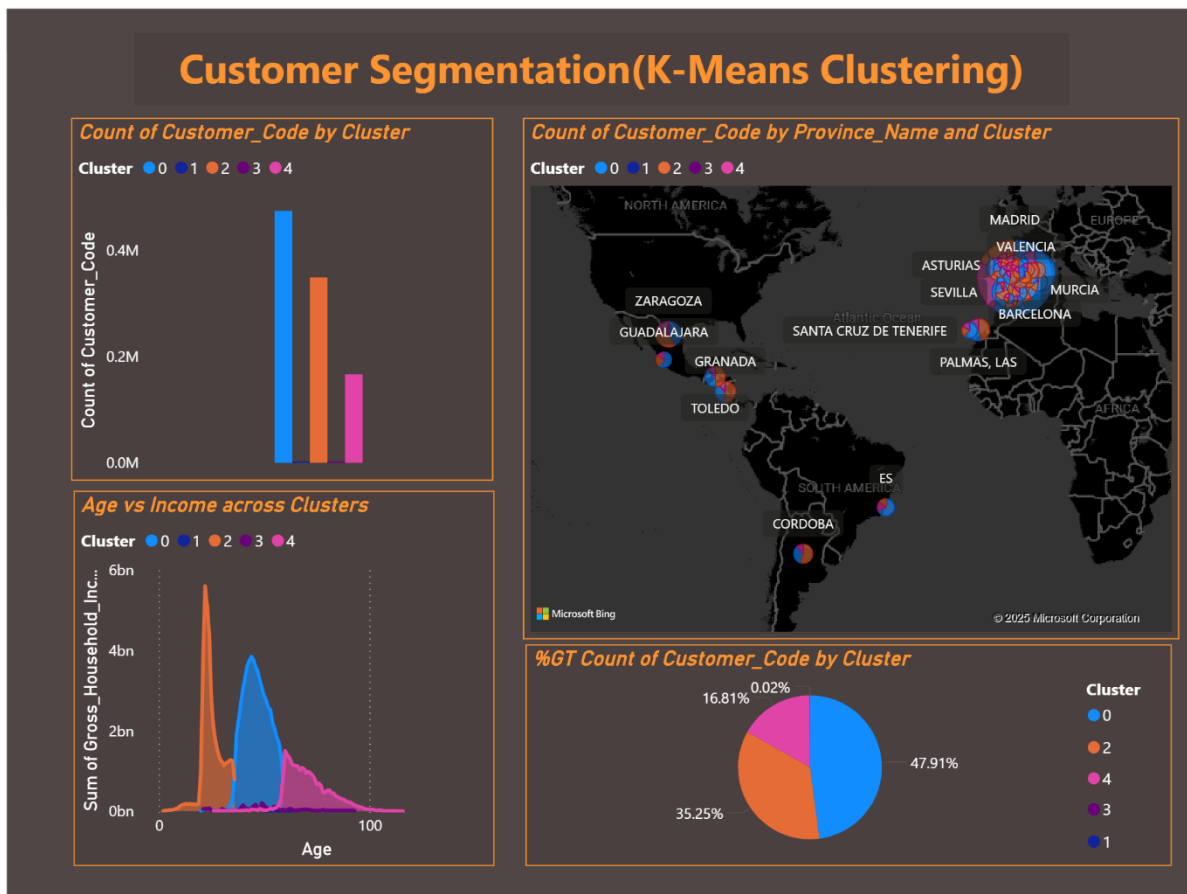 Customer Segmentation(K-Means Clustering)
Count of Customer_Code by Cluster
Cluster 0 1 2 3 4
Count of Customer_Code
0.4M
0.2M
0.0M
Count of Customer_Code by Province_Name and Cluster
Cluster 0 1 2 3 4
NORTH AMERICA
MADRID
EUROPE
VALENCIA
ASTURIAS
SEVILLA
MURCIA
BARCELONA
ZARAGOZA
Atlantic Ocean
GUADALAJARA
SANTA CRUZ DE TENERIFE
GRANADA
PALMAS, LAS
TOLEDO
AFRICA
ES
SOUTH AMERICA
CORDOBA
Microsoft Bing
© 2025 Microsoft Corporation
Age vs Income across Clusters
Cluster 0 1 2 3 4
Sum of Gross_Household_Inc...
6bn
4bn
2bn
0bn
0
100
Age
%GT Count of Customer_Code by Cluster
0.02%
16.81%
47.91%
35.25%
Cluster
0
2
4
3
1